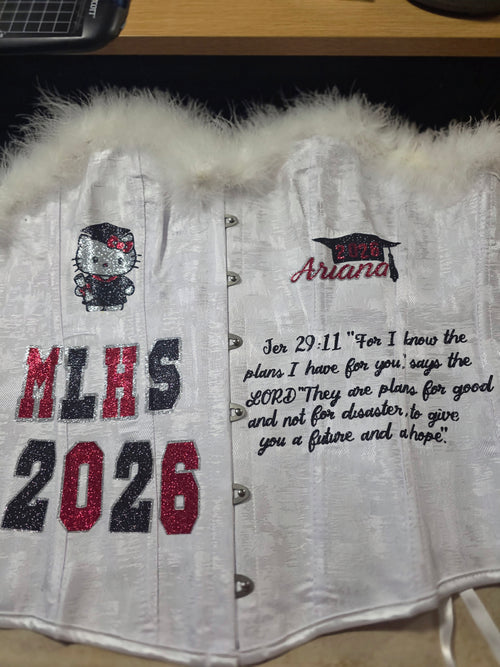 2026
Ariana
MLHS
2026
Jer 29:11 "For I know the
plans I have for you", says the
LORD "They are plans for good
and not for disaster, to give
you a future and a hope".